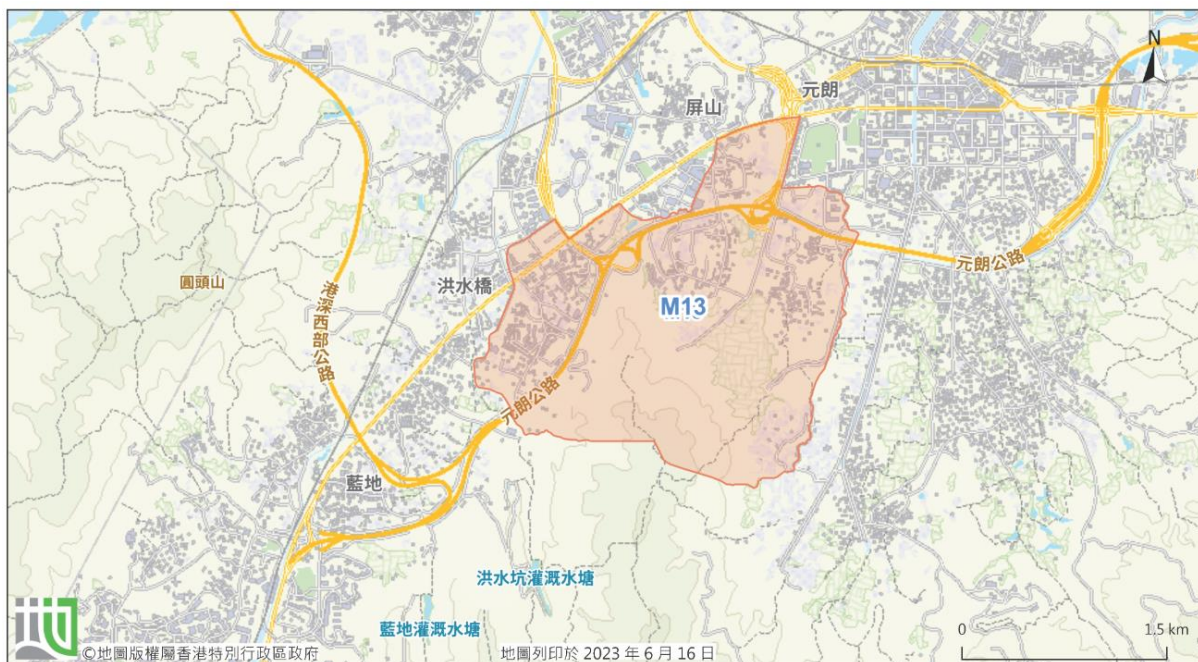 N
元朗
屏山
元朗公路
圓頭山
洪水橋
M13
港深西部公路
元朗公路
藍地
洪水坑灌溉水塘
藍地灌溉水塘
0 1.5 km
©地圖版權屬香港特別行政區政府
地圖列印於 2023 年 6 月 16 日